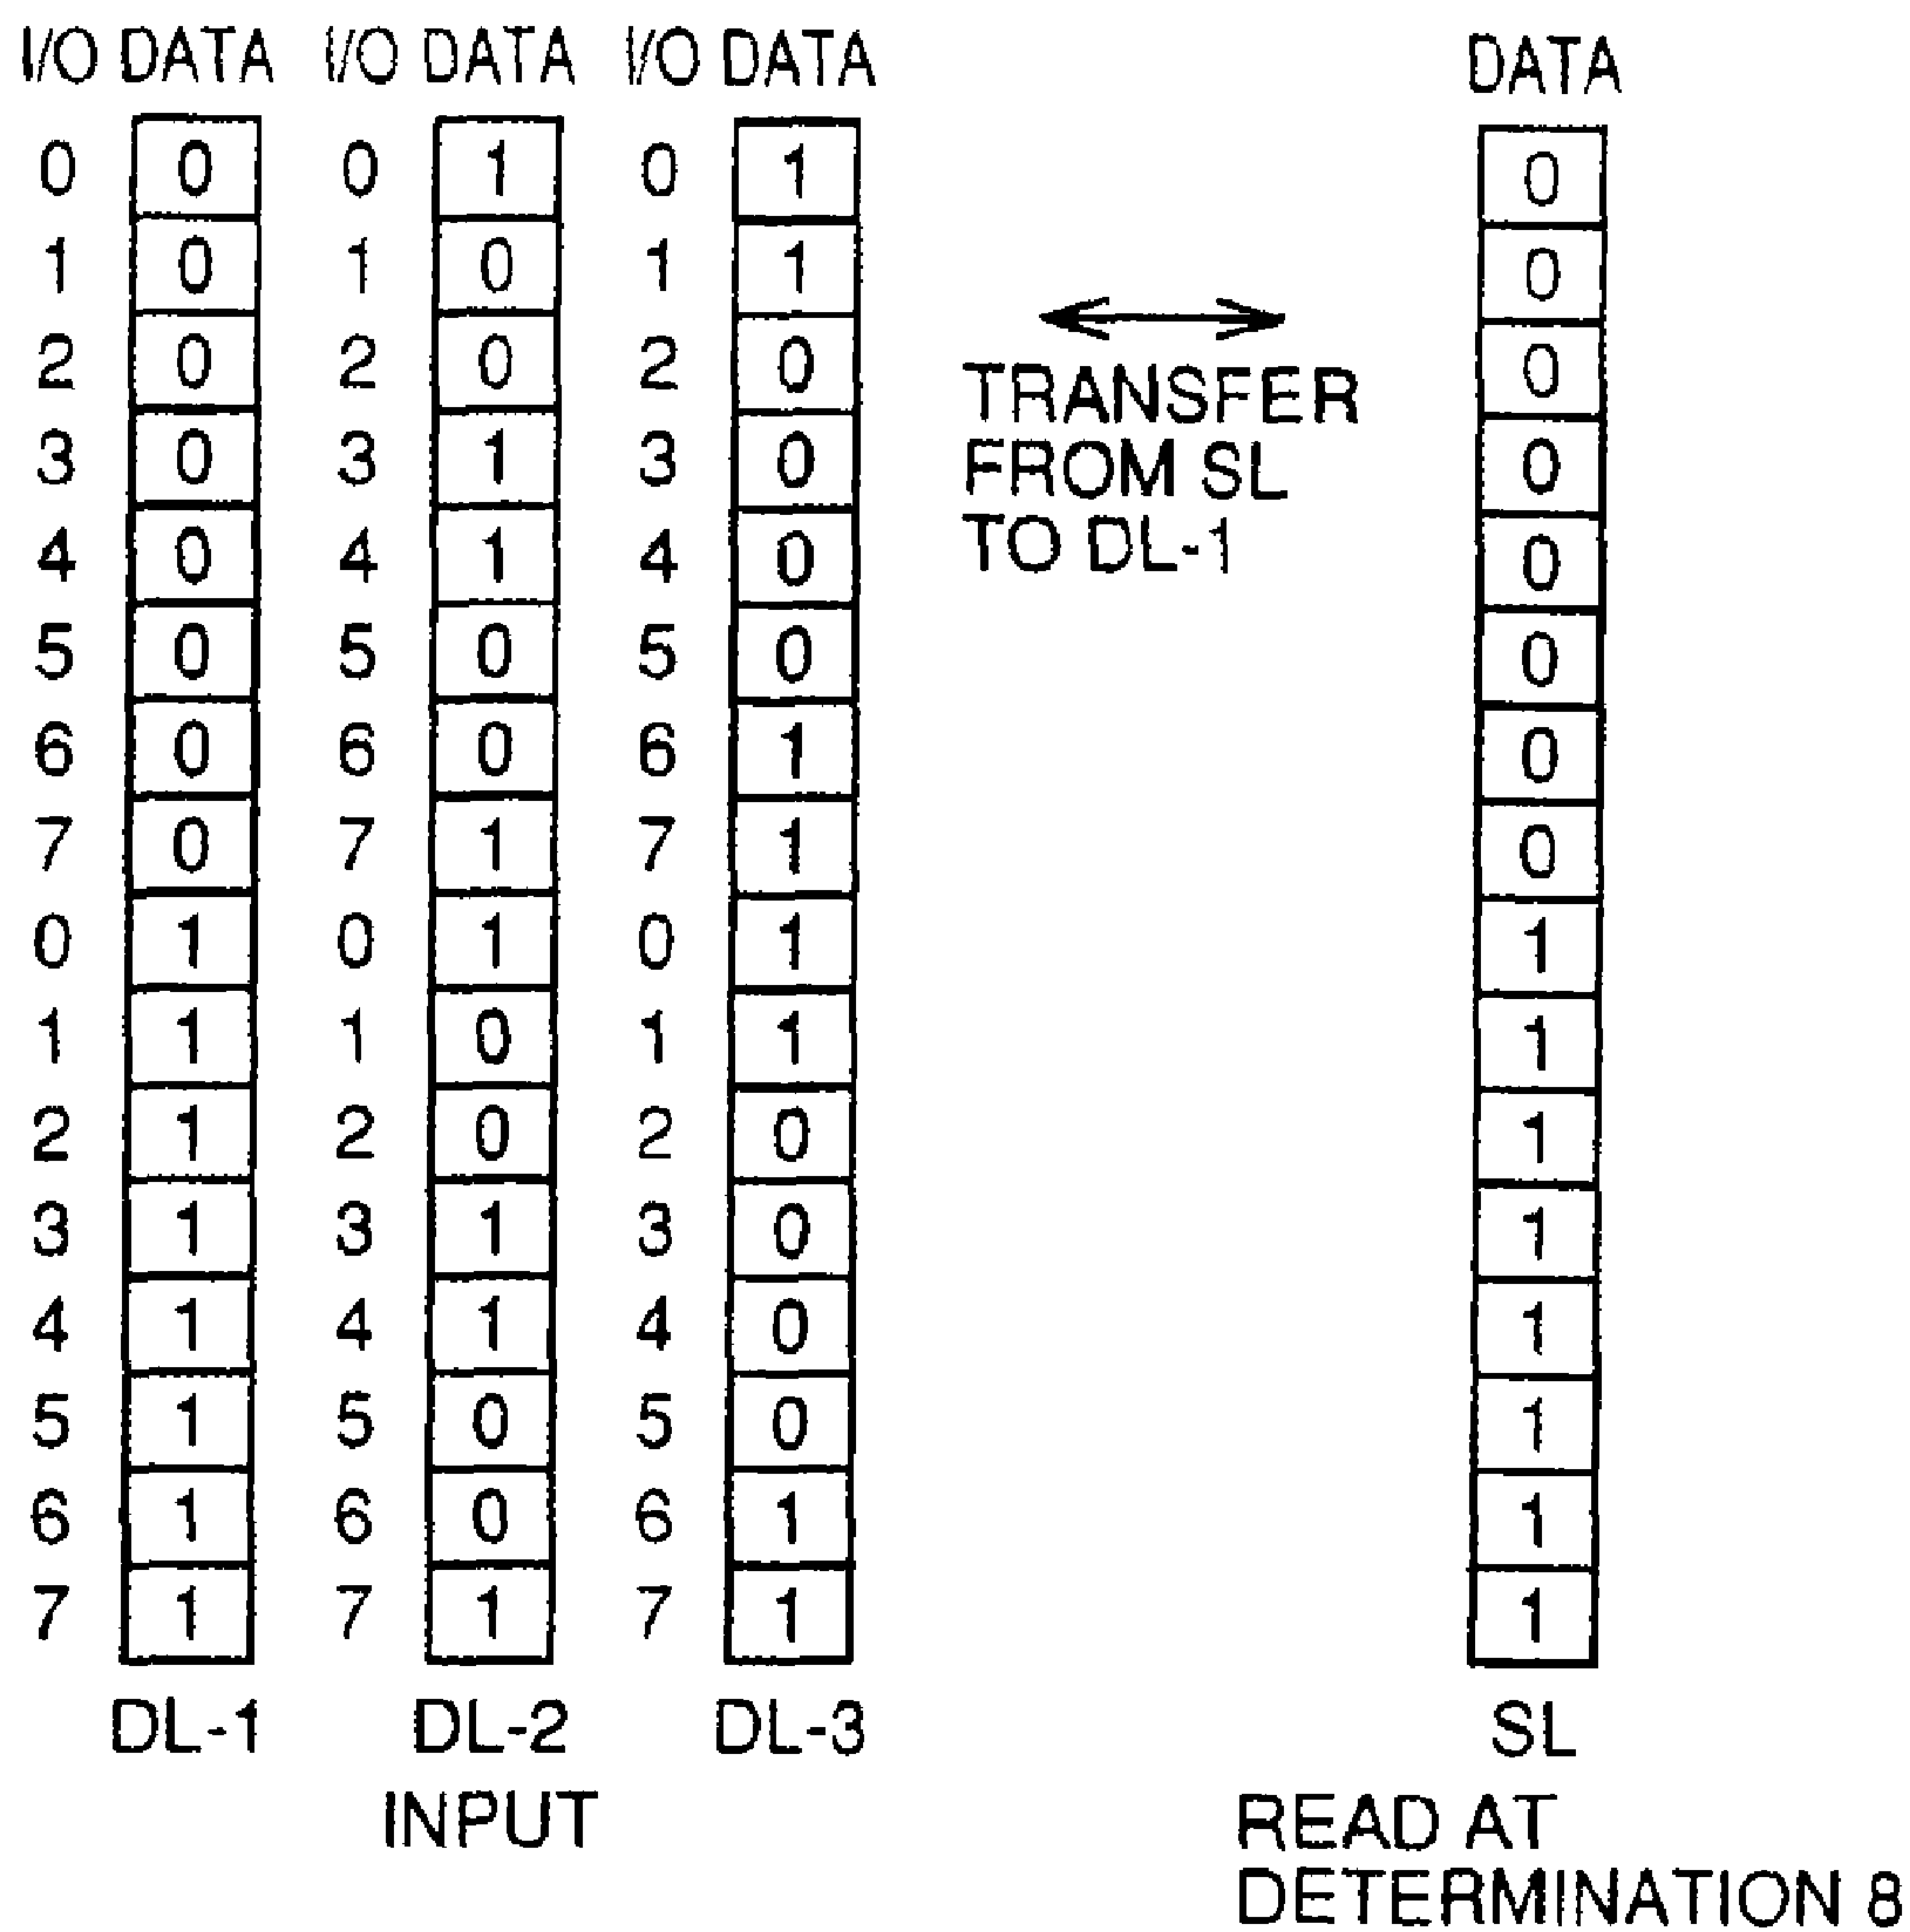 I/O DATA I/O DATA I/O DATA DATA
0 0 0 1 0 1 0
1 0 1 0 1 1 0
2 0 2 0 2 0 0
3 0 3 1 3 0 0
4 0 4 1 4 0 0
5 0 5 0 5 0 0
6 0 6 0 6 1 0
7 0 7 1 7 1 0
0 1 0 1 0 1 1
1 1 1 0 1 1 1
2 1 2 0 2 0 1
3 1 3 1 3 0 1
4 1 4 1 4 0 1
5 1 5 0 5 0 1
6 1 6 0 6 1 1
7 1 7 1 7 1 1
TRANSFER
FROM SL
TO DL-1
DL-1 DL-2 DL-3 SL
INPUT
READ AT
DETERMINATION 8